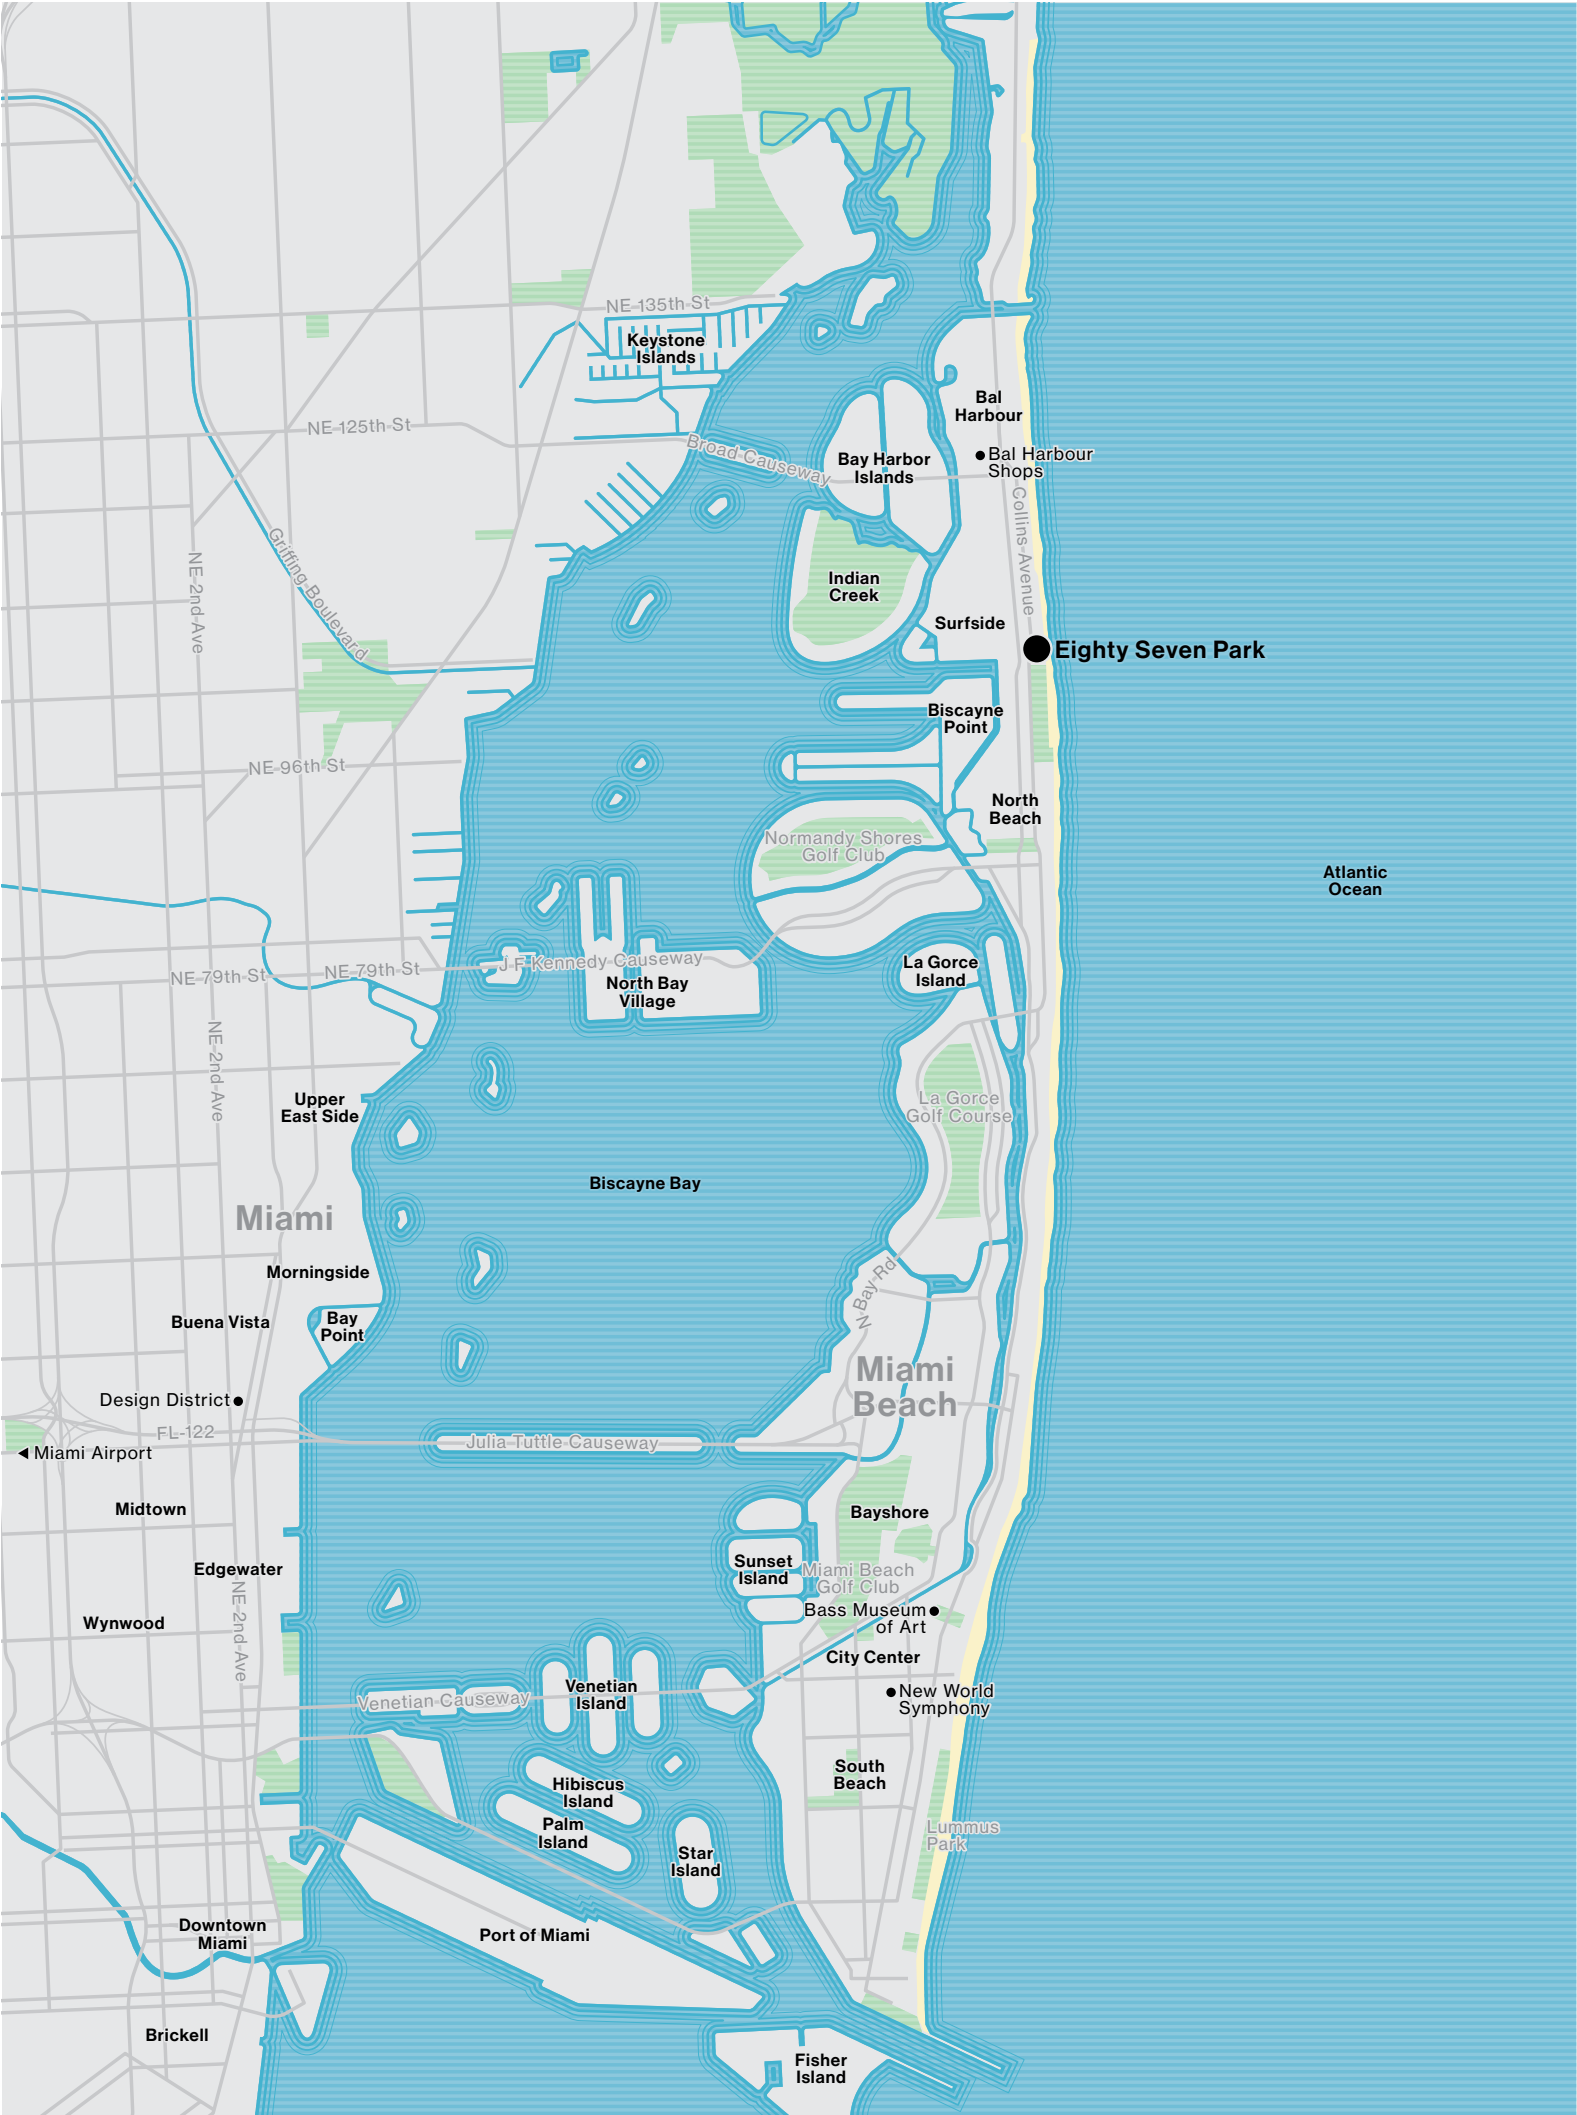 NE 135th St
Keystone
Islands
Bal
Harbour
NE 125th St
Broad Causeway
Bal Harbour
Shops
Bay Harbor
Islands
Collins Avenue
Griffing Boulevard
NE 2nd Ave
Indian
Creek
Surfside
Eighty Seven Park
Biscayne
Point
NE 96th St
North
Beach
Normandy Shores
Golf Club
Atlantic
Ocean
J F Kennedy Causeway
La Gorce
Island
NE 79th St
NE 79th St
North Bay
Village
NE 2nd Ave
Upper
East Side
La Gorce
Golf Course
Biscayne Bay
Miami
Morningside
N Bay Rd
Buena Vista
Bay
Point
Miami
Beach
Design District
FL-122
Julia Tuttle Causeway
Miami Airport
Midtown
Bayshore
Edgewater
Sunset
Island
Miami Beach
Golf Club
NE 2nd Ave
Bass Museum
of Art
Wynwood
City Center
Venetian Causeway
Venetian
Island
New World
Symphony
South
Beach
Hibiscus
Island
Palm
Island
Lummus
Park
Star
Island
Downtown
Miami
Port of Miami
Brickell
Fisher
Island